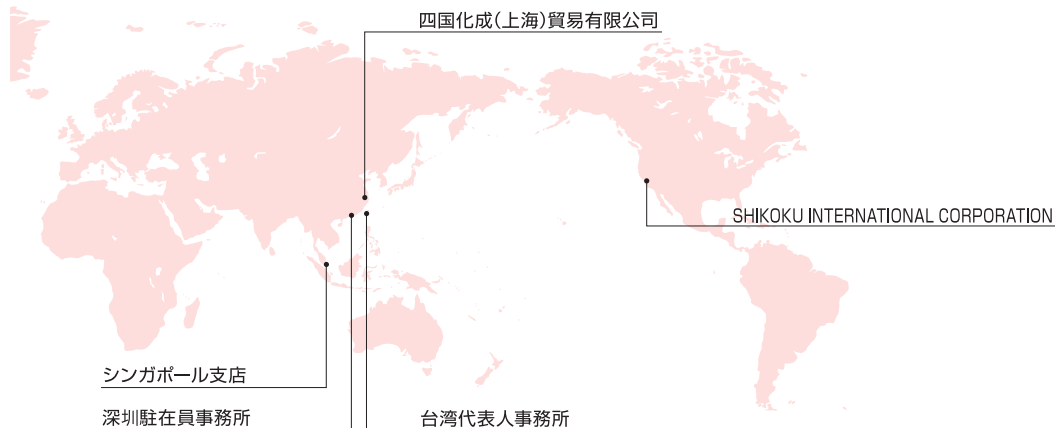 四国化成(上海)貿易有限公司
SHIKOKU INTERNATIONAL CORPORATION
シンガポール支店
深圳駐在員事務所
台湾代表人事務所